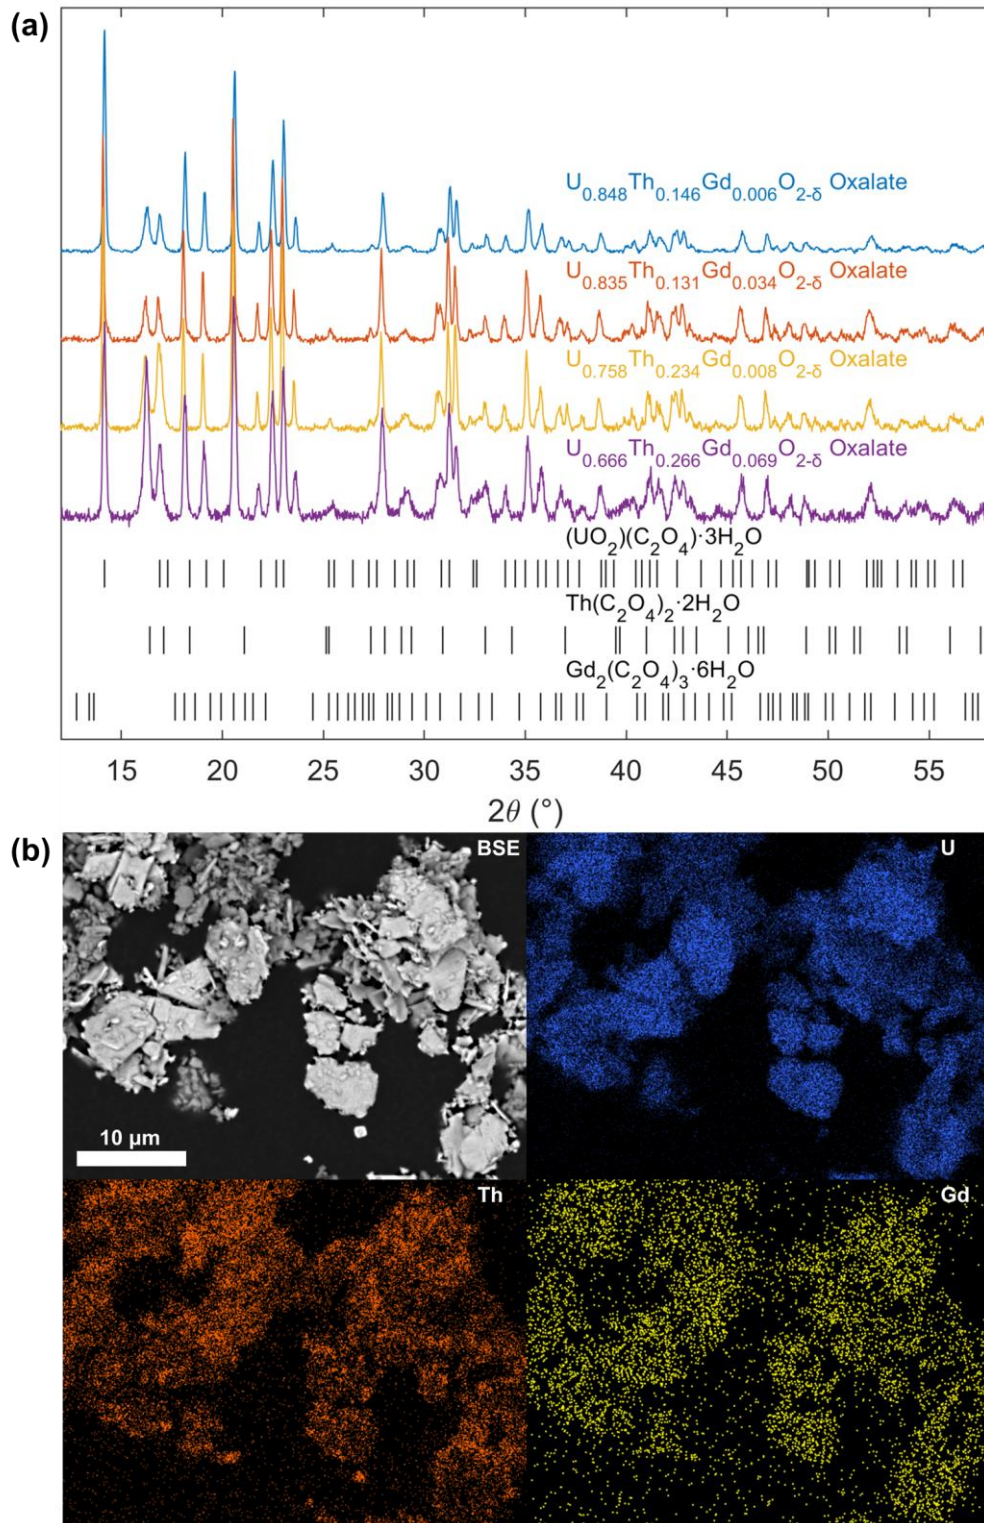 (a)
U0.848Th0.146Gd0.006O2-δ Oxalate
U0.835Th0.131Gd0.034O2-δ Oxalate
U0.758Th0.234Gd0.008O2-δ Oxalate
U0.666Th0.266Gd0.069O2-δ Oxalate
(UO2)(C2O4)·3H2O
Th(C2O4)2·2H2O
Gd2(C2O4)3·6H2O
15 20 25 30 35 40 45 50 55
2θ (°)
(b)
BSE
U
10 µm
Th
Gd